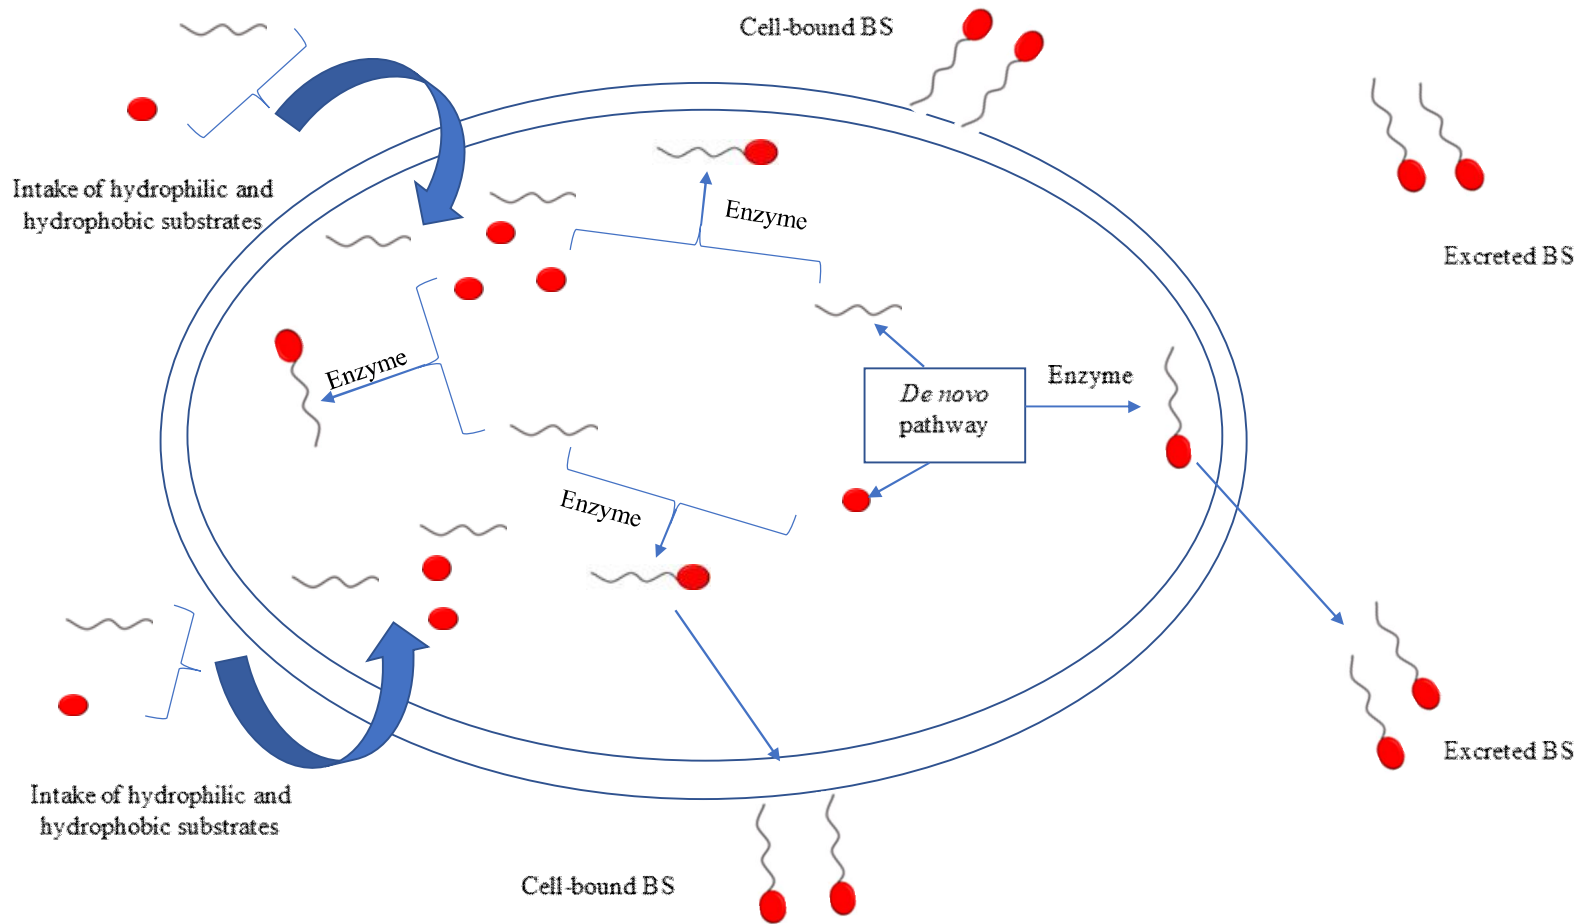 Cell-bound BS
Intake of hydrophilic and
hydrophobic substrates
Enzyme
Excreted BS
Enzyme
De novo
pathway
Enzyme
Enzyme
Excreted BS
Intake of hydrophilic and
hydrophobic substrates
Cell-bound BS